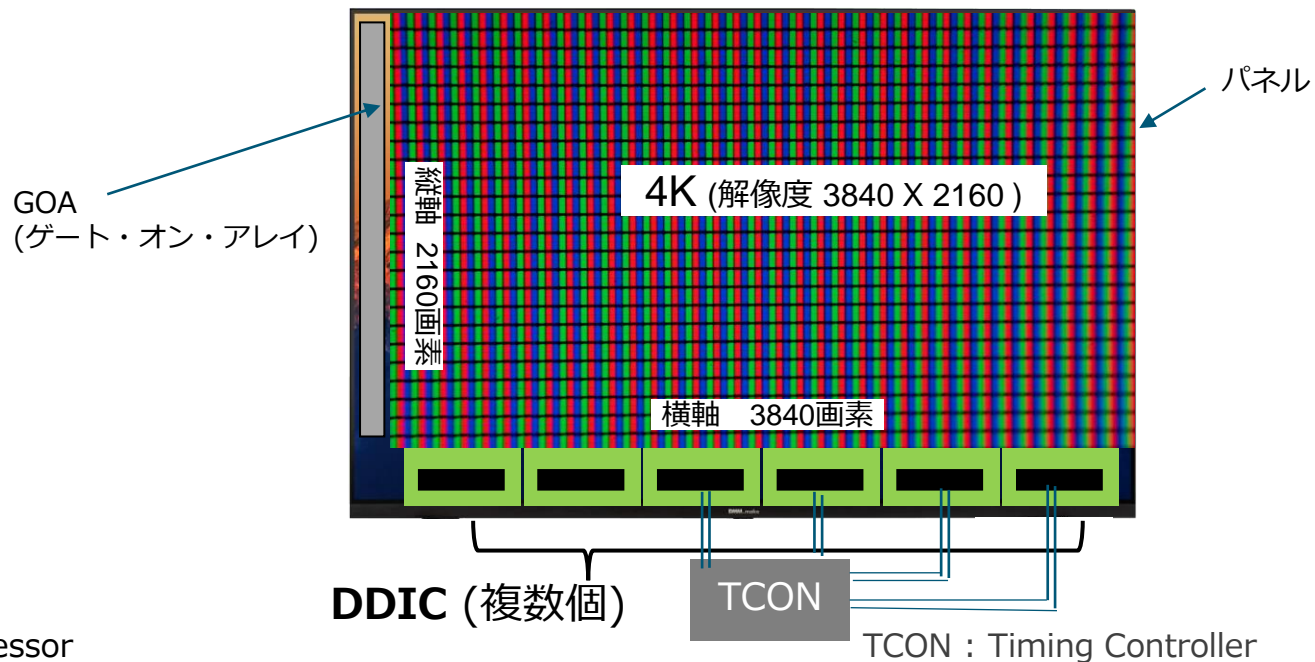 パネル
4K (解像度 3840 X 2160 )
縦軸 2160画素
GOA
(ゲート・オン・アレイ)
横軸 3840画素
DDIC (複数個)
TCON
essor
TCON : Timing Controller